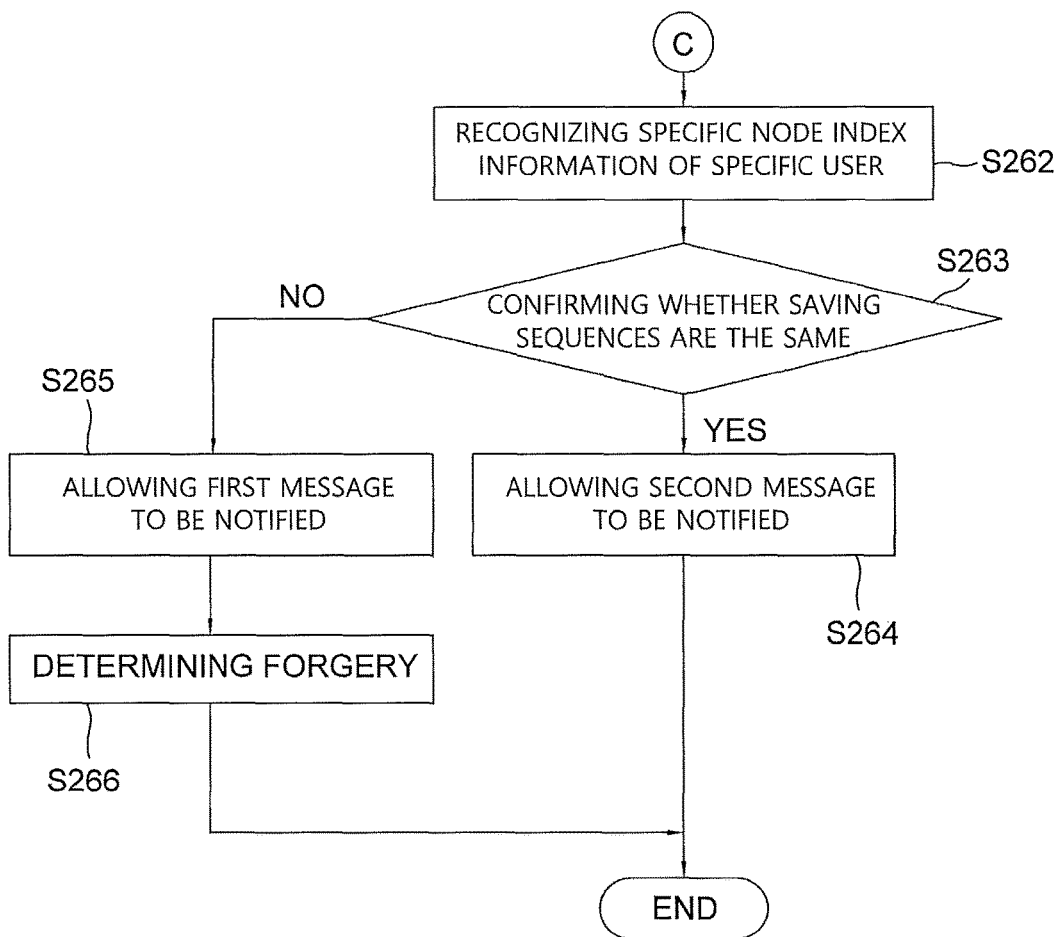 C
RECOGNIZING SPECIFIC NODE INDEX
INFORMATION OF SPECIFIC USER
S262
S263
CONFIRMING WHETHER SAVING
SEQUENCES ARE THE SAME
NO
YES
S265
ALLOWING FIRST MESSAGE
TO BE NOTIFIED
ALLOWING SECOND MESSAGE
TO BE NOTIFIED
S264
DETERMINING FORGERY
S266
END